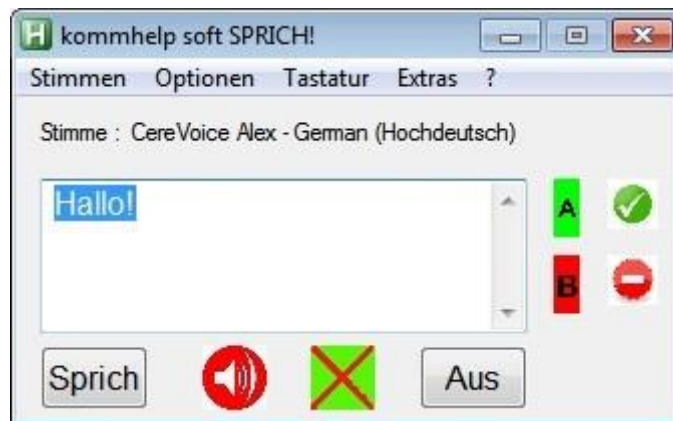 kommhelp soft SPRICH!
Stimmen Optionen Tastatur Extras ?
Stimme : CereVoice Alex - German (Hochdeutsch)
Hallo!
A
B
Sprich Aus